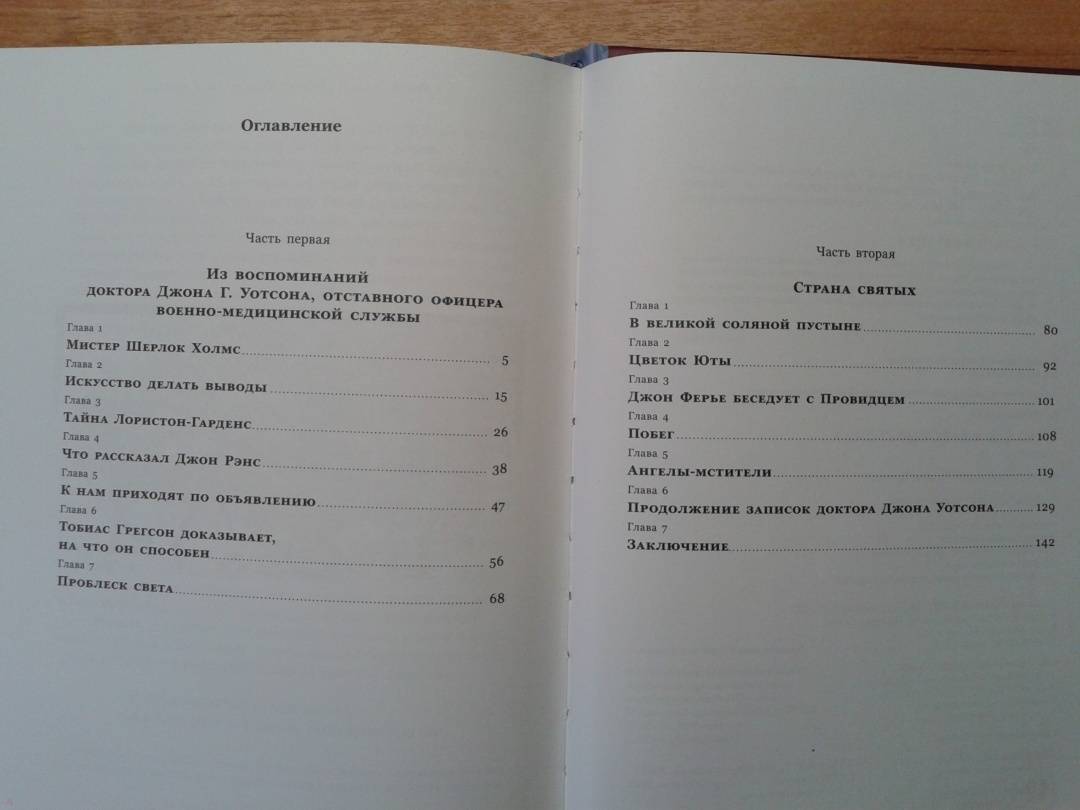 Оглавление
Часть первая
Из воспоминаний
доктора Джона Г. Уотсона, отставного офицера
военно-медицинской службы
Глава 1
Мистер Шерлок Холмс 5
Глава 2
Искусство делать выводы 15
Глава 3
Тайна Лористон-Гарденс 26
Глава 4
Что рассказал Джон Рэнс 38
Глава 5
К нам приходят по объявлению 47
Глава 6
Тобиас Грегсон доказывает,
на что он способен 56
Глава 7
Проблеск света 68
Часть вторая
Страна святых
Глава 1
В великой соляной пустыне 80
Глава 2
Цветок Юты 92
Глава 3
Джон Ферье беседует с Провидцем 101
Глава 4
Побег 108
Глава 5
Ангелы-мстители 119
Глава 6
Продолжение записок доктора Джона Уотсона 129
Глава 7
Заключение 142